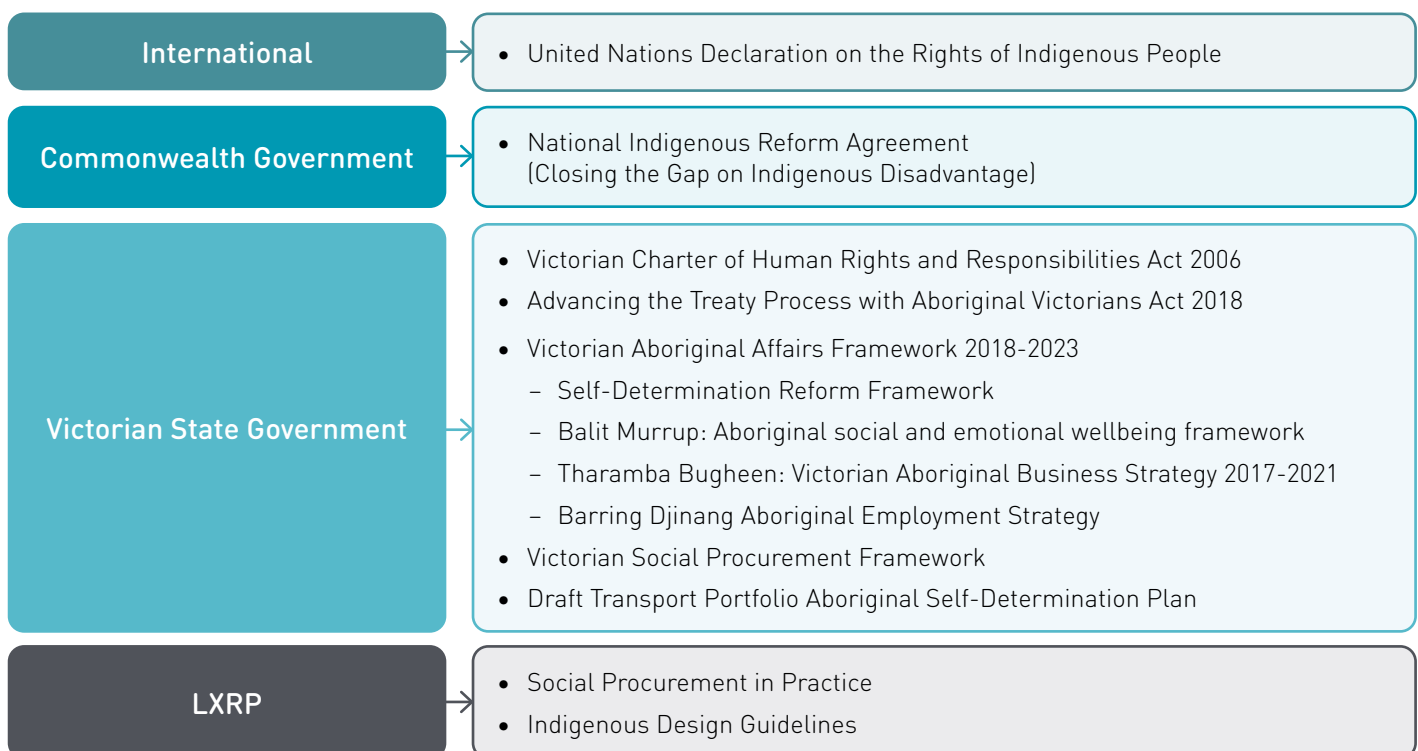 International
• United Nations Declaration on the Rights of Indigenous People
Commonwealth Government
• National Indigenous Reform Agreement
(Closing the Gap on Indigenous Disadvantage)
Victorian State Government
• Victorian Charter of Human Rights and Responsibilities Act 2006
• Advancing the Treaty Process with Aboriginal Victorians Act 2018
• Victorian Aboriginal Affairs Framework 2018-2023
– Self-Determination Reform Framework
– Balit Murrup: Aboriginal social and emotional wellbeing framework
– Tharamba Bugheen: Victorian Aboriginal Business Strategy 2017-2021
– Barring Djinang Aboriginal Employment Strategy
• Victorian Social Procurement Framework
• Draft Transport Portfolio Aboriginal Self-Determination Plan
LXRP
• Social Procurement in Practice
• Indigenous Design Guidelines